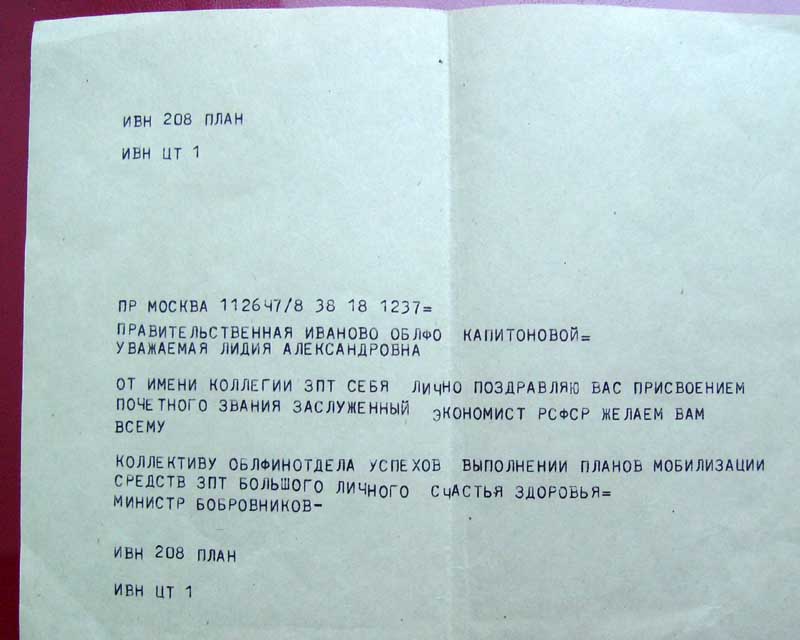 ИВН 208 ПЛАН
ИВН ЦТ 1
ПР МОСКВА 112647/8 38 18 1237=
ПРАВИТЕЛЬСТВЕННАЯ ИВАНОВО ОБЛФО КАПИТОНОВОЙ=
УВАЖАЕМАЯ ЛИДИЯ АЛЕКСАНДРОВНА
ОТ ИМЕНИ КОЛЛЕГИИ ЗПТ СЕБЯ ЛИЧНО ПОЗДРАВЛЯЮ ВАС ПРИСВОЕНИЕМ
ПОЧЕТНОГО ЗВАНИЯ ЗАСЛУЖЕННЫЙ ЭКОНОМИСТ РСФСР ЖЕЛАЕМ ВАМ
ВСЕМУ
КОЛЛЕКТИВУ ОБЛФИНОТДЕЛА УСПЕХОВ ВЫПОЛНЕНИИ ПЛАНОВ МОБИЛИЗАЦИИ
СРЕДСТВ ЗПТ БОЛЬШОГО ЛИЧНОГО СЧАСТЬЯ ЗДОРОВЬЯ=
МИНИСТР БОБРОВНИКОВ-
ИВН 208 ПЛАН
ИВН ЦТ 1